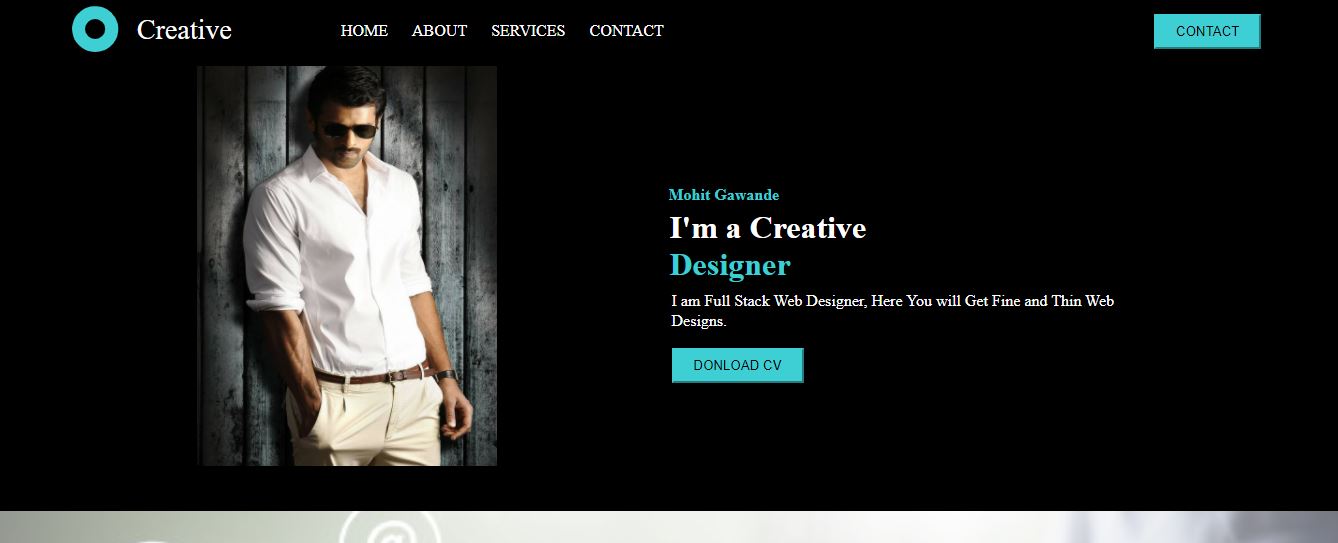 Creative
HOME ABOUT SERVICES CONTACT
CONTACT
Mohit Gawande
I'm a Creative
Designer
I am Full Stack Web Designer, Here You will Get Fine and Thin Web
Designs.
DONLOAD CV
@